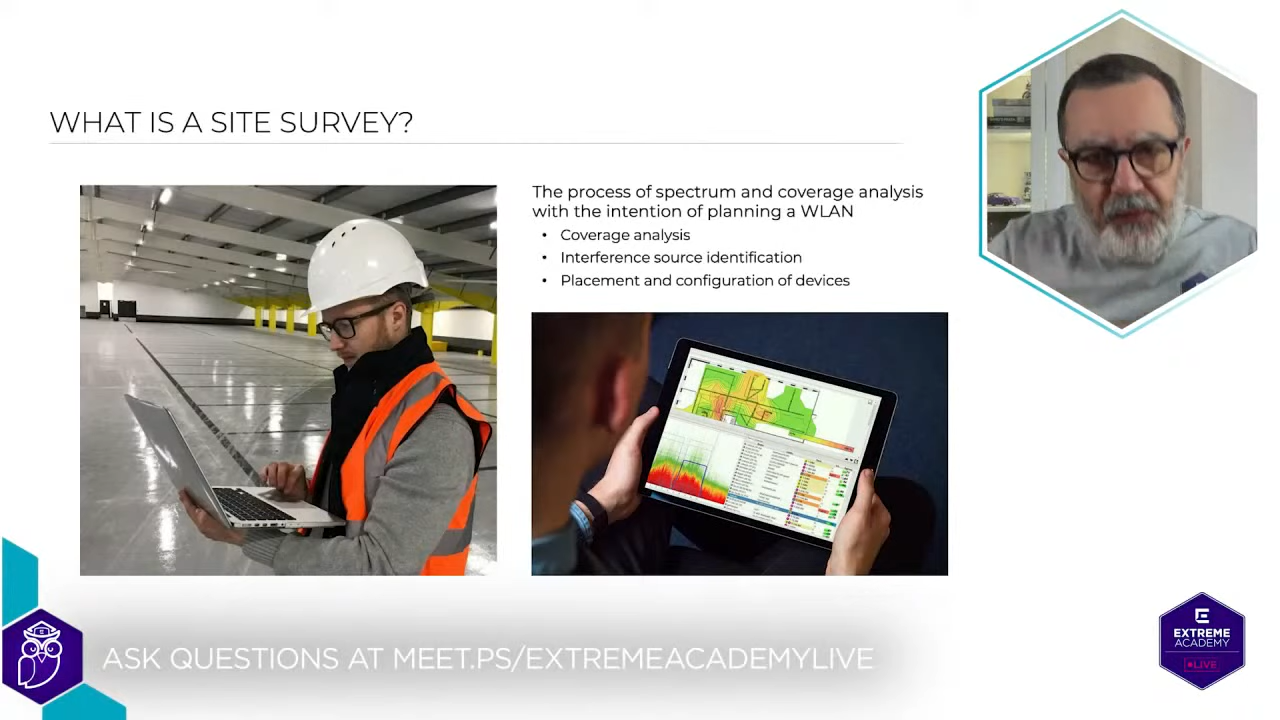 WHAT IS A SITE SURVEY?
The process of spectrum and coverage analysis
with the intention of planning a WLAN
• Coverage analysis
• Interference source identification
• Placement and configuration of devices
ASK QUESTIONS AT MEET.PS/EXTREMEACADEMYLIVE
E
EXTREME
ACADEMY
LIVE